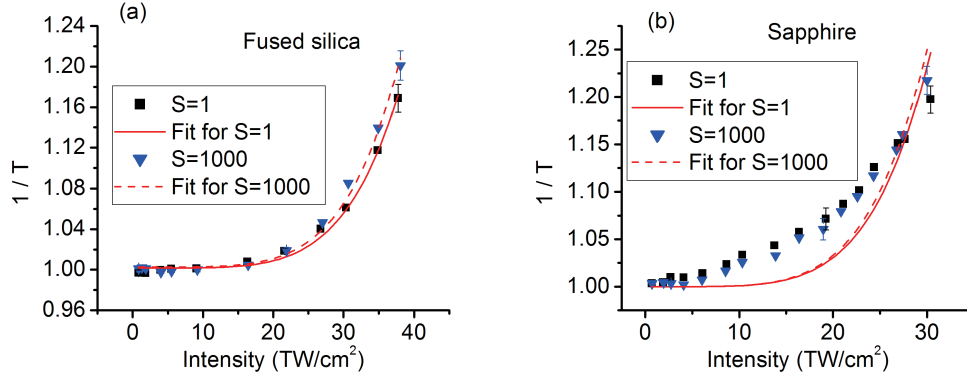 (a)
Fused silica
S=1
Fit for S=1
S=1000
Fit for S=1000
1.24
1.20
1.16
1.12
1.08
1.04
1.00
0.96
1 / T
0
10
20
30
40
Intensity (TW/cm²)
(b)
Sapphire
S=1
Fit for S=1
S=1000
Fit for S=1000
1.25
1.20
1.15
1.10
1.05
1.00
1 / T
0
10
20
30
Intensity (TW/cm²)